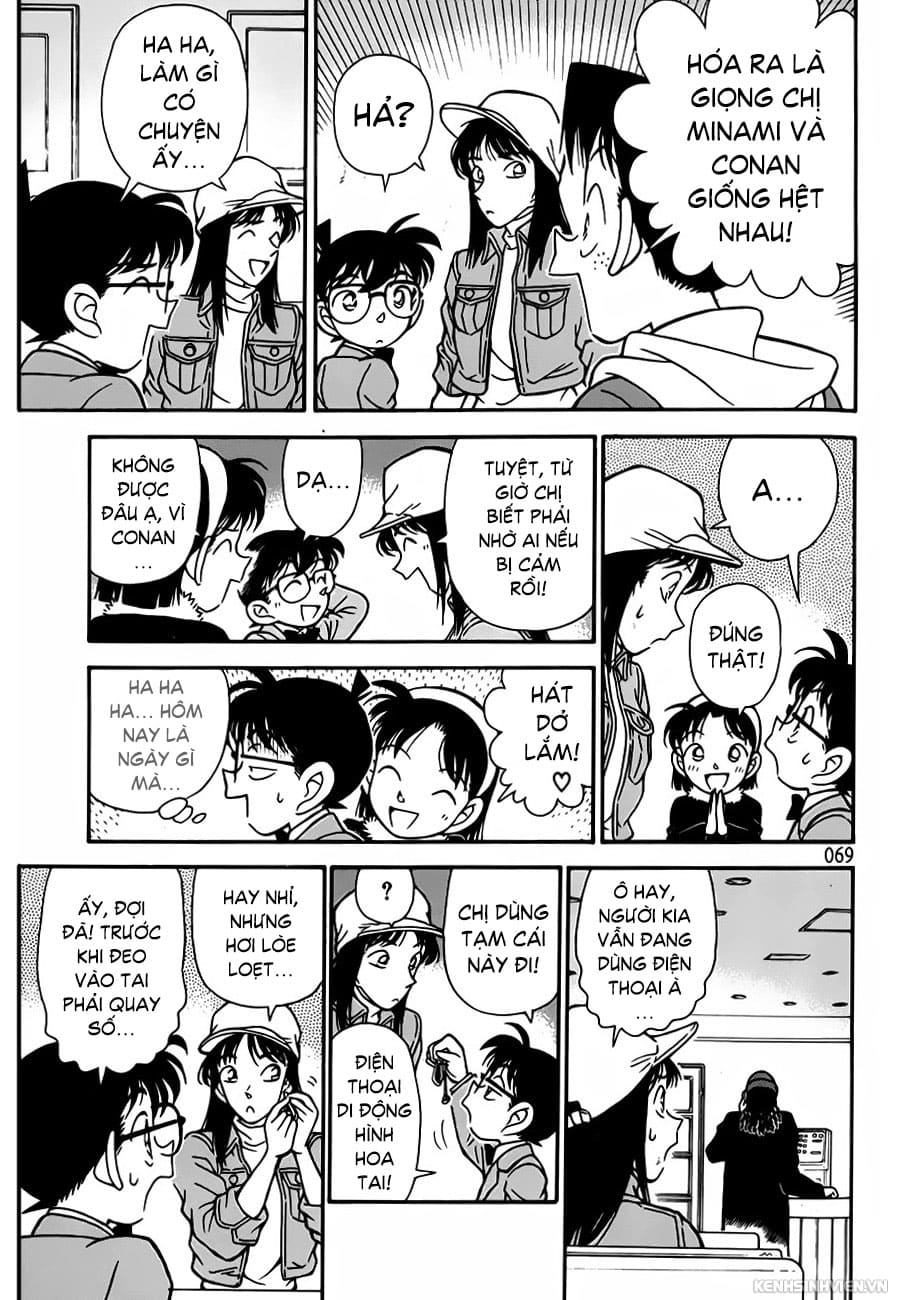 HÓA RA LÀ
GIỌNG CHỊ
MINAMI VÀ
CONAN
GIỐNG HỆT
NHAU!
HẢ?
HA HA,
LÀM GÌ
CÓ
CHUYỆN
ẤY...
A...
ĐÚNG
THẬT!
TUYỆT, TỪ
GIỜ CHỊ
BIẾT PHẢI
NHỜ AI NẾU
BỊ CẢM
RỒI!
DẠ...
KHÔNG
ĐƯỢC
ĐÂU Ạ, VÌ
CONAN
...
HÁT
DỞ
LẮM!
♡
HA HA
HA... HÔM
NAY LÀ
NGÀY GÌ
MÀ...
069
Ô HAY,
NGƯỜI KIA
VẪN ĐANG
DÙNG ĐIỆN
THOẠI À
...
CHỊ DÙNG
TẠM CÁI
NÀY ĐI!
?
ĐIỆN
THOẠI
DI ĐỘNG
HÌNH
HOA
TAI!
HAY NHỈ,
NHƯNG
HƠI LÒE
LOẸT...
ẤY, ĐỢI
ĐÃ! TRƯỚC
KHI ĐEO
VÀO TAI
PHẢI QUAY
SỐ...
KENHSINHVIEN.VN